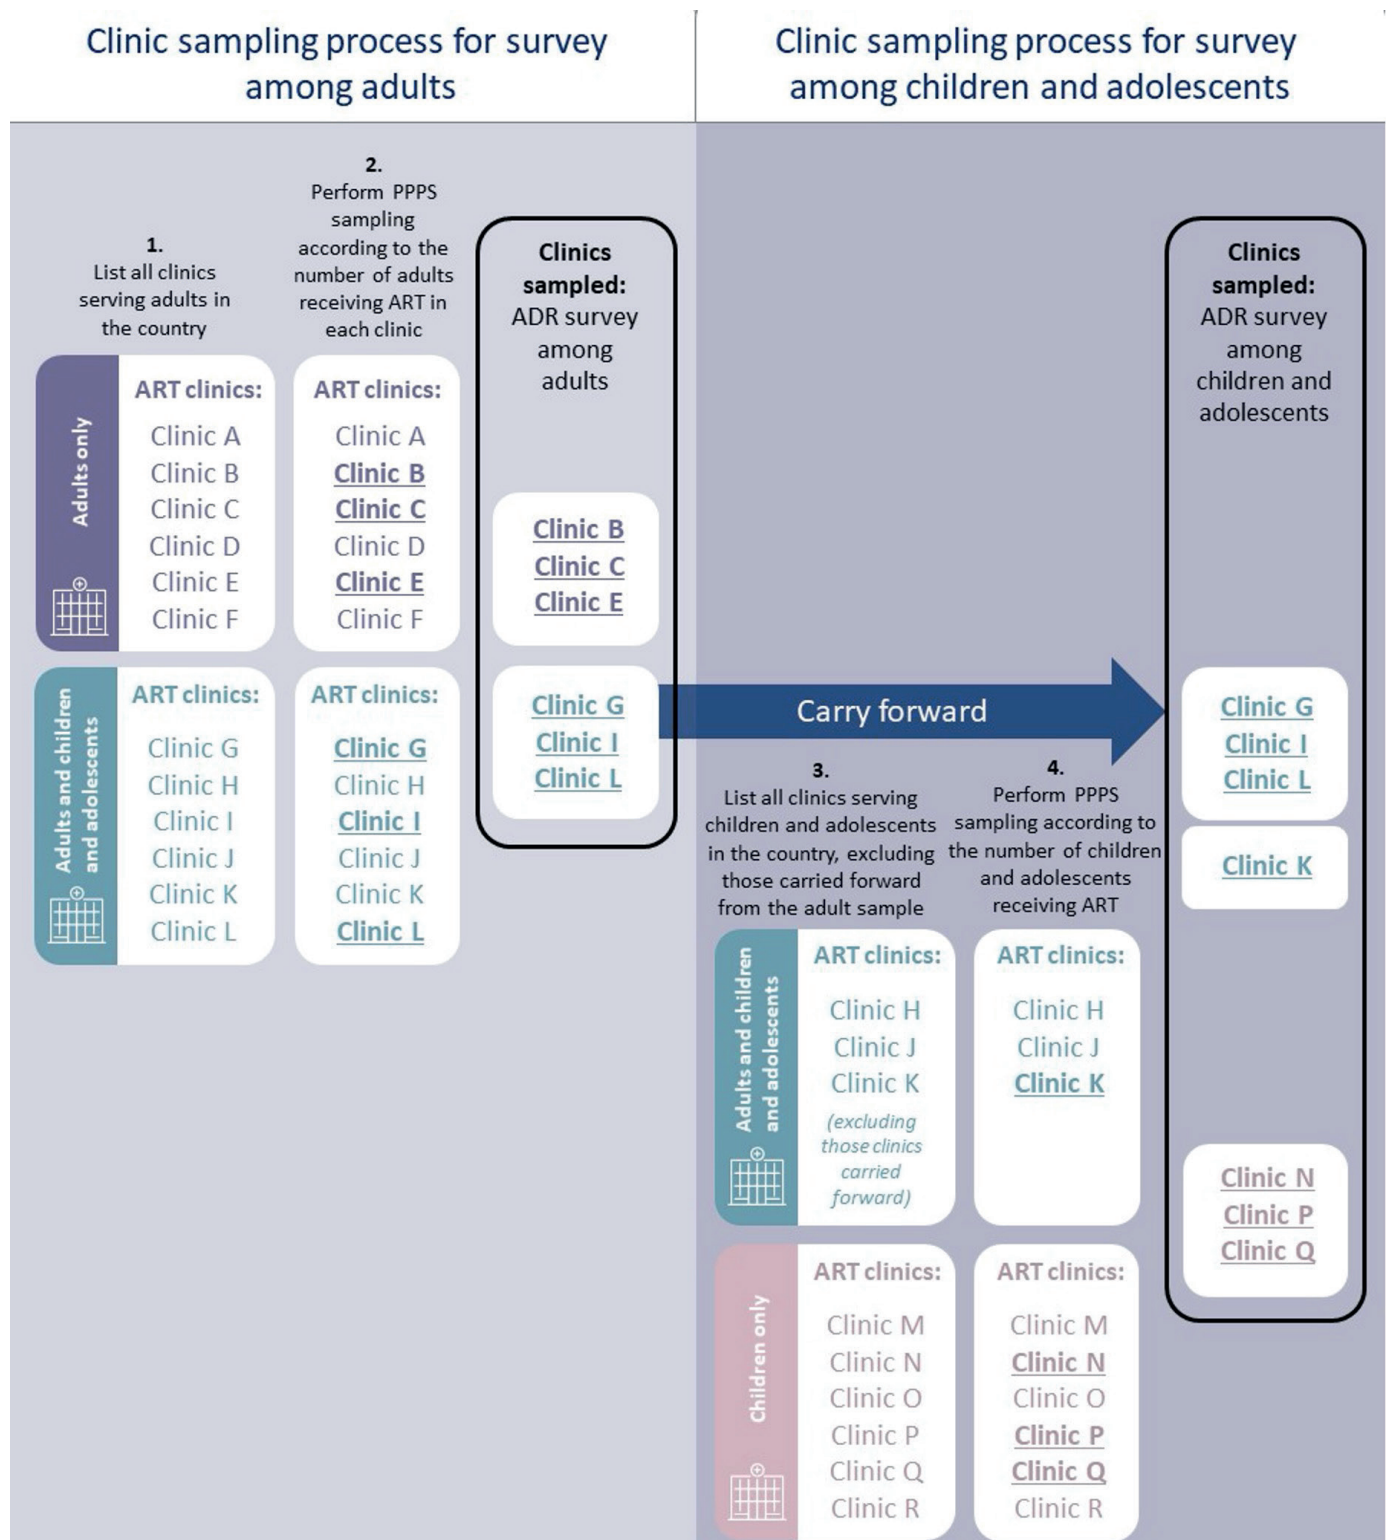 Clinic sampling process for survey
among adults
Clinic sampling process for survey
among children and adolescents
1.
List all clinics
serving adults in
the country
2.
Perform PPPS
sampling
according to the
number of adults
receiving ART in
each clinic
Clinics
sampled:
ADR survey
among
adults
Adults only
ART clinics:
Clinic A
Clinic B
Clinic C
Clinic D
Clinic E
Clinic F
ART clinics:
Clinic A
Clinic B
Clinic C
Clinic D
Clinic E
Clinic F
Clinic B
Clinic C
Clinic E
Adults and children
and adolescents
ART clinics:
Clinic G
Clinic H
Clinic I
Clinic J
Clinic K
Clinic L
ART clinics:
Clinic G
Clinic H
Clinic I
Clinic J
Clinic K
Clinic L
Clinic G
Clinic I
Clinic L
Carry forward
3.
List all clinics serving
children and adolescents
in the country, excluding
those carried forward
from the adult sample
4.
Perform PPPS
sampling according to
the number of children
and adolescents
receiving ART
Adults and children
and adolescents
ART clinics:
Clinic H
Clinic J
Clinic K
(excluding
those clinics
carried
forward)
ART clinics:
Clinic H
Clinic J
Clinic K
Children only
ART clinics:
Clinic M
Clinic N
Clinic O
Clinic P
Clinic Q
Clinic R
ART clinics:
Clinic M
Clinic N
Clinic O
Clinic P
Clinic Q
Clinic R
Clinics
sampled:
ADR survey
among
children and
adolescents
Clinic G
Clinic I
Clinic L
Clinic K
Clinic N
Clinic P
Clinic Q